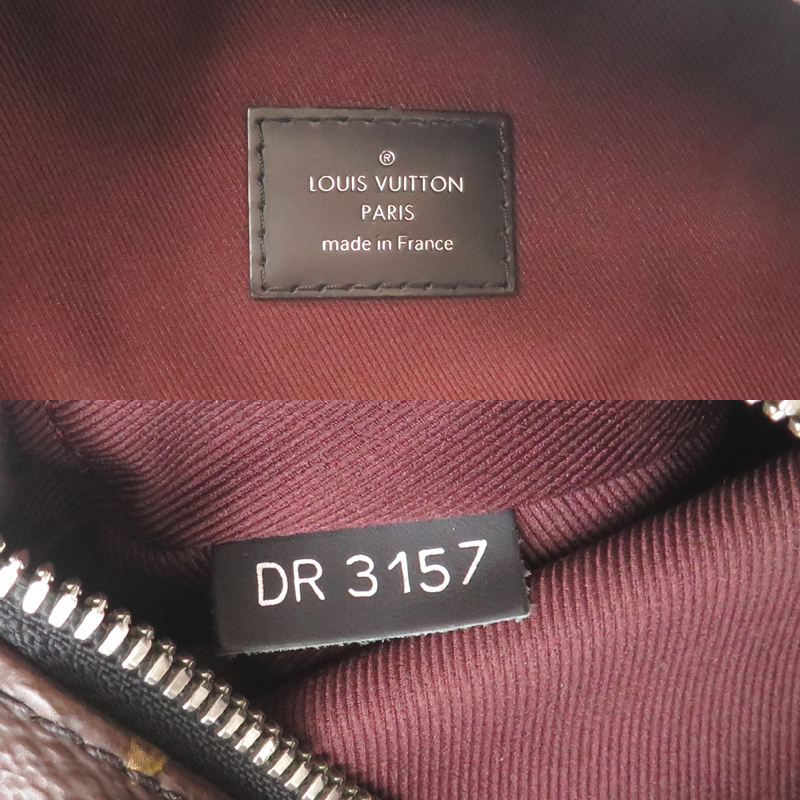 ®
LOUIS VUITTON
PARIS
made in France
DR 3157